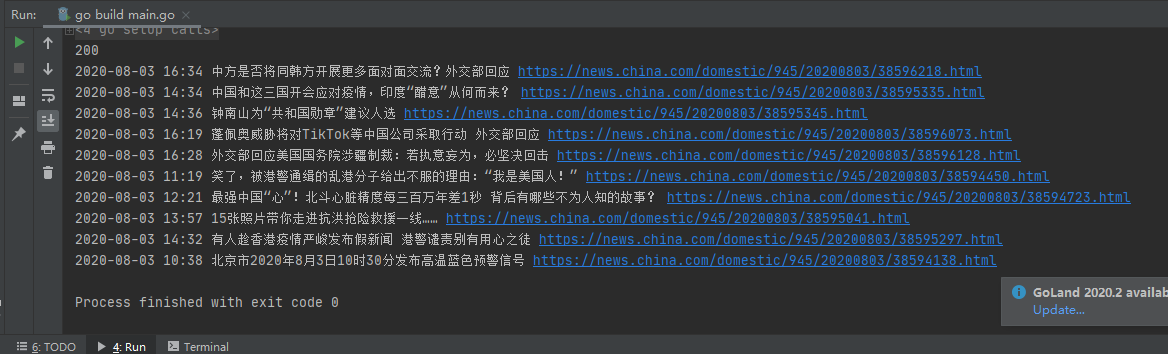 Run: go build main.go
<4 go setup calls>
200
2020-08-03 16:34 中方是否将同韩方开展更多面对面交流？外交部回应 https://news.china.com/domestic/945/20200803/38596218.html
2020-08-03 14:34 中国和这三国开会应对疫情，印度“醋意”从何而来？ https://news.china.com/domestic/945/20200803/38595335.html
2020-08-03 14:36 钟南山为“共和国勋章”建议人选 https://news.china.com/domestic/945/20200803/38595345.html
2020-08-03 16:19 蓬佩奥威胁将对TikTok等中国公司采取行动 外交部回应 https://news.china.com/domestic/945/20200803/38596073.html
2020-08-03 16:28 外交部回应美国国务院涉疆制裁：若执意妄为，必坚决回击 https://news.china.com/domestic/945/20200803/38596128.html
2020-08-03 11:19 笑了，被港警通缉的乱港分子给出不服的理由：“我是美国人！” https://news.china.com/domestic/945/20200803/38594450.html
2020-08-03 12:21 最强中国“心”！北斗心脏精度每三百万年差1秒 背后有哪些不为人知的故事？ https://news.china.com/domestic/945/20200803/38594723.html
2020-08-03 13:57 15张照片带你走进抗洪抢险救援一线…… https://news.china.com/domestic/945/20200803/38595041.html
2020-08-03 14:32 有人趁香港疫情严峻发布假新闻 港警谴责别有用心之徒 https://news.china.com/domestic/945/20200803/38595297.html
2020-08-03 10:38 北京市2020年8月3日10时30分发布高温蓝色预警信号 https://news.china.com/domestic/945/20200803/38594138.html
Process finished with exit code 0
GoLand 2020.2 availab
Update...
6: TODO 4: Run Terminal